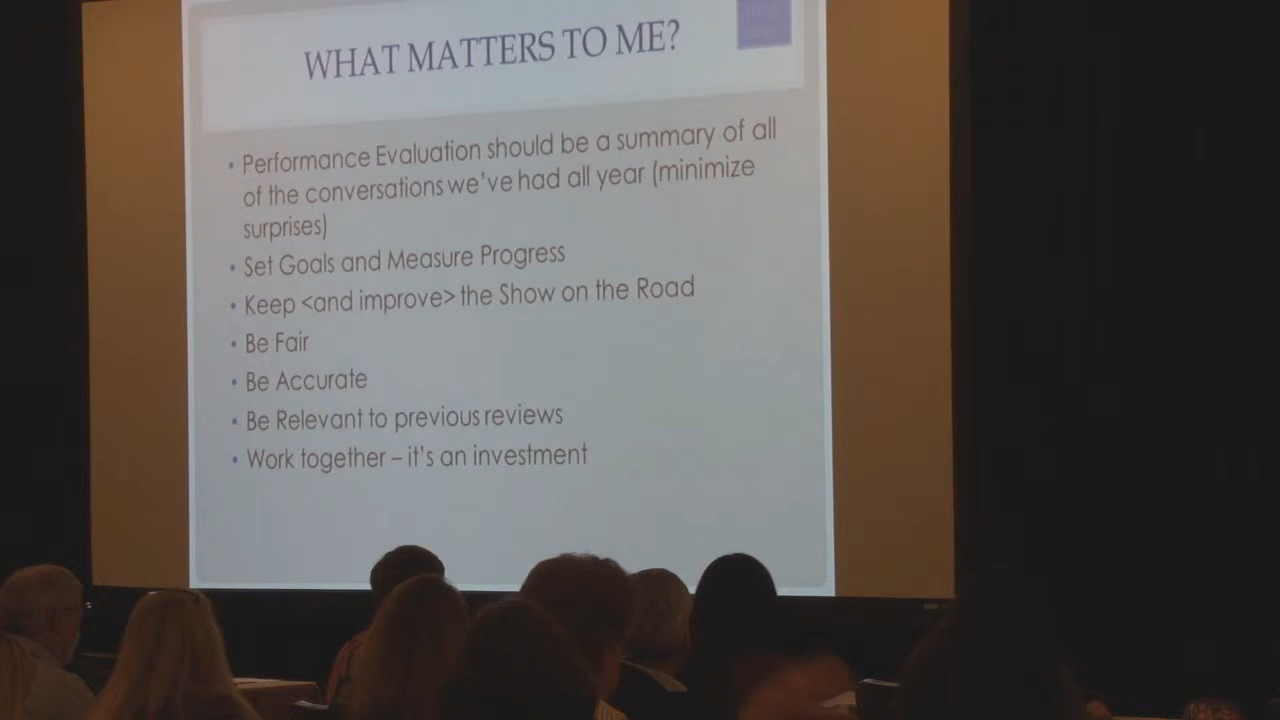 WHAT MATTERS TO ME?
• Performance Evaluation should be a summary of all
of the conversations we've had all year (minimize
surprises)
• Set Goals and Measure Progress
• Keep <and improve> the Show on the Road
• Be Fair
• Be Accurate
• Be Relevant to previous reviews
• Work together – it's an investment